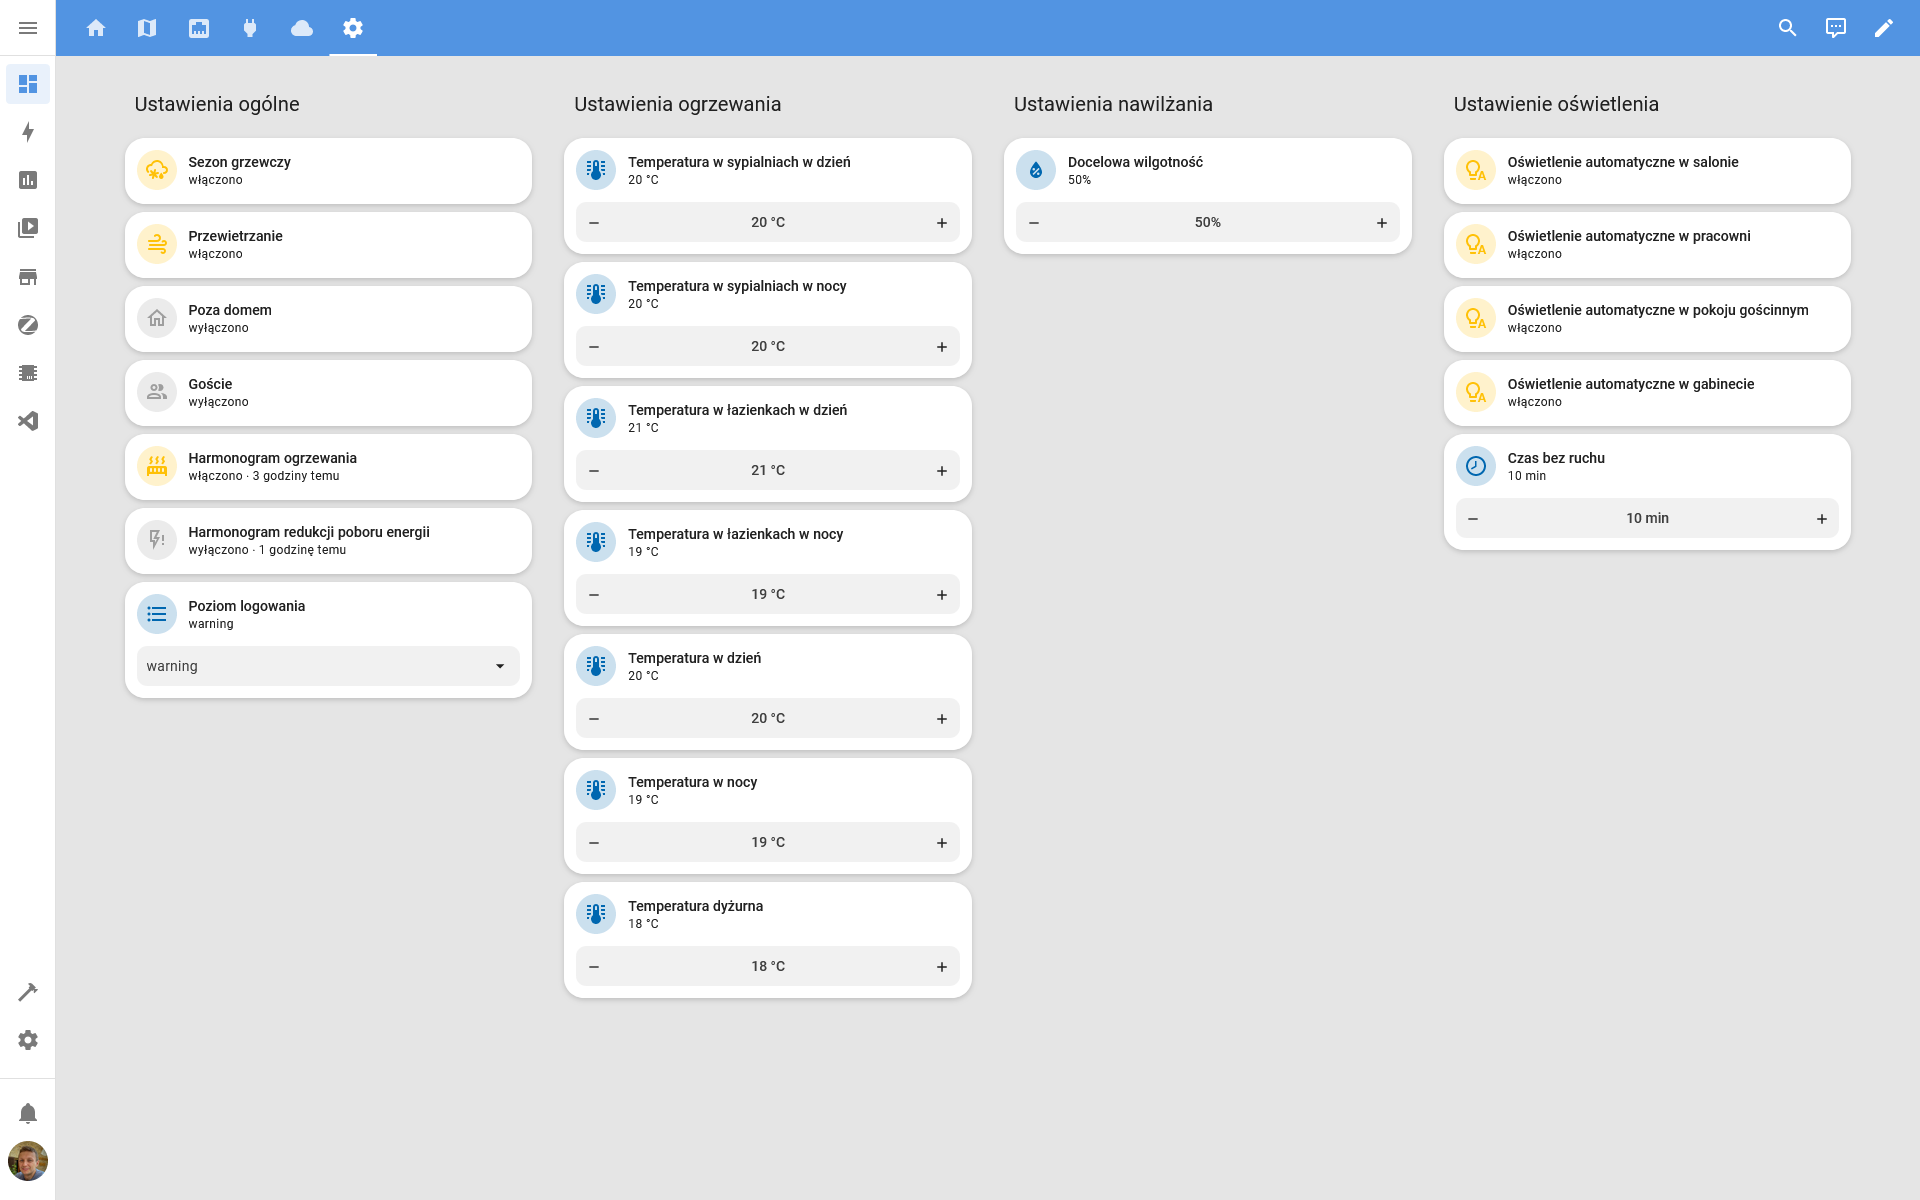 Ustawienia ogólne
Sezon grzewczy
włączono
Przewietrzanie
włączono
Poza domem
wyłączono
Goście
wyłączono
Harmonogram ogrzewania
włączono · 3 godziny temu
Harmonogram redukcji poboru energii
wyłączono · 1 godzinę temu
Poziom logowania
warning
warning
Ustawienia ogrzewania
Temperatura w sypialniach w dzień
20 °C
20 °C
Temperatura w sypialniach w nocy
20 °C
20 °C
Temperatura w łazienkach w dzień
21 °C
21 °C
Temperatura w łazienkach w nocy
19 °C
19 °C
Temperatura w dzień
20 °C
20 °C
Temperatura w nocy
19 °C
19 °C
Temperatura dyżurna
18 °C
18 °C
Ustawienia nawilżania
Docelowa wilgotność
50%
50%
Ustawienie oświetlenia
Oświetlenie automatyczne w salonie
włączono
Oświetlenie automatyczne w pracowni
włączono
Oświetlenie automatyczne w pokoju gościnnym
włączono
Oświetlenie automatyczne w gabinecie
włączono
Czas bez ruchu
10 min
10 min